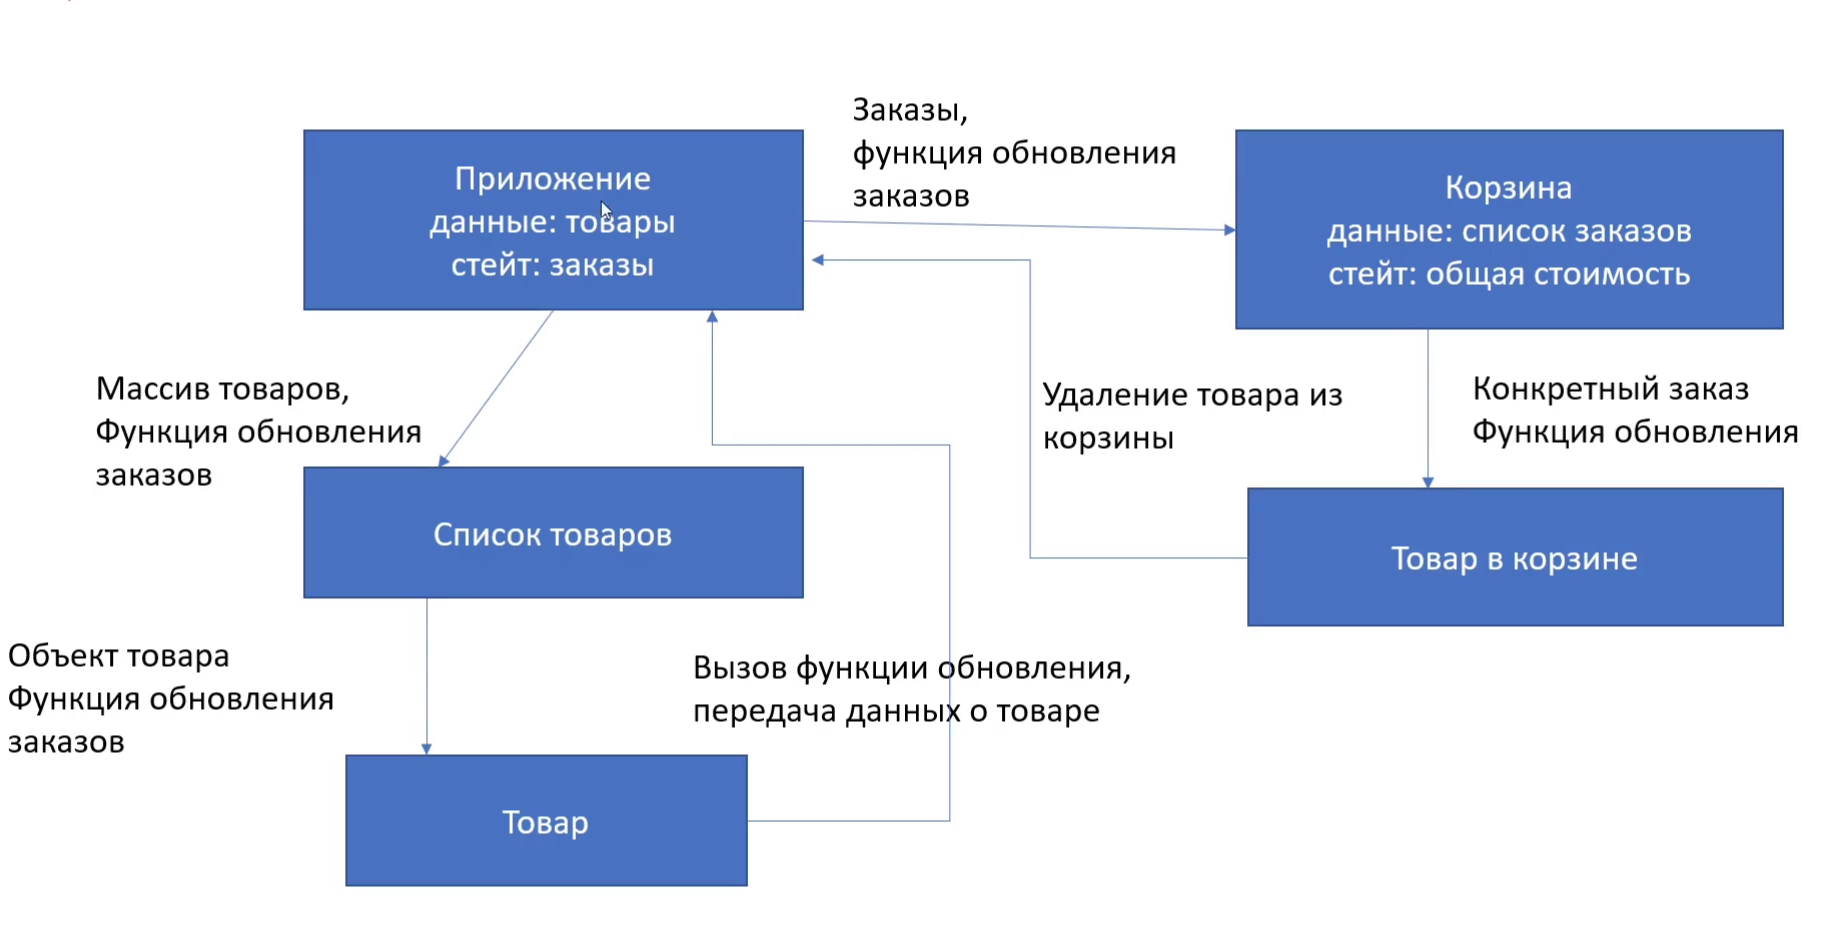 Заказы,
функция обновления
заказов
Приложение
данные: товары
стейт: заказы
Корзина
данные: список заказов
стейт: общая стоимость
Массив товаров,
Функция обновления
заказов
Удаление товара из
корзины
Конкретный заказ
Функция обновления
Список товаров
Товар в корзине
Объект товара
Функция обновления
заказов
Вызов функции обновления,
передача данных о товаре
Товар